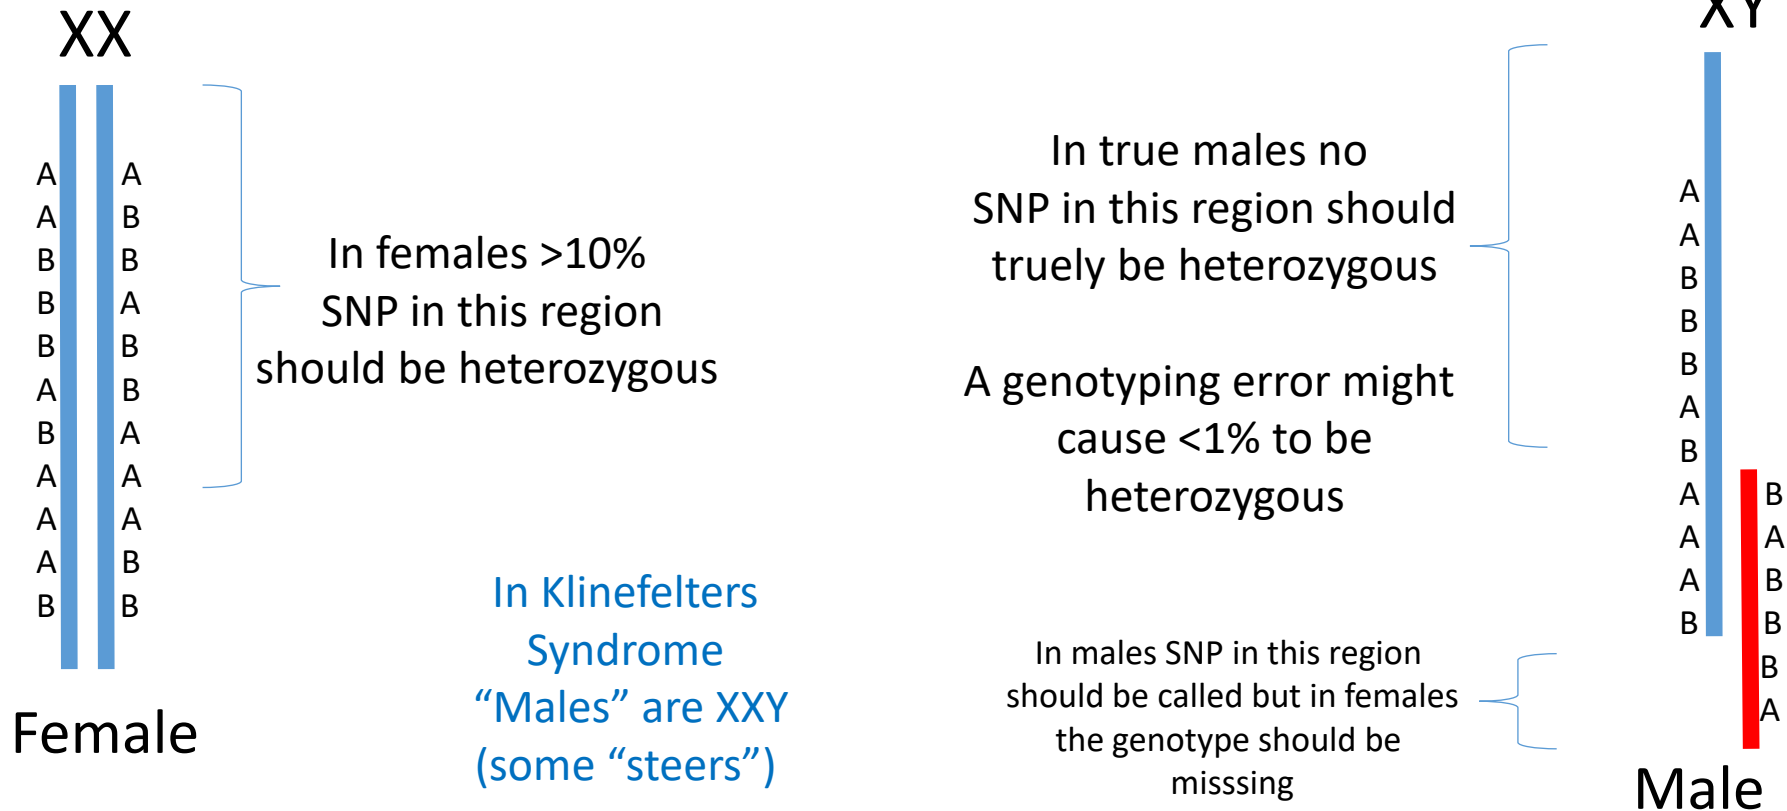 XX
A A
A B
B B
B A
B B
A B
B A
A A
A A
A B
B B
Female
In females >10%
SNP in this region
should be heterozygous
In Klinefelters
Syndrome
“Males” are XXY
(some “steers”)
In true males no
SNP in this region should
truely be heterozygous
A genotyping error might
cause <1% to be
heterozygous
In males SNP in this region
should be called but in females
the genotype should be
misssing
XY
A
A
B
B
B
A
B
A B
A A
A B
B B
B
A
Male